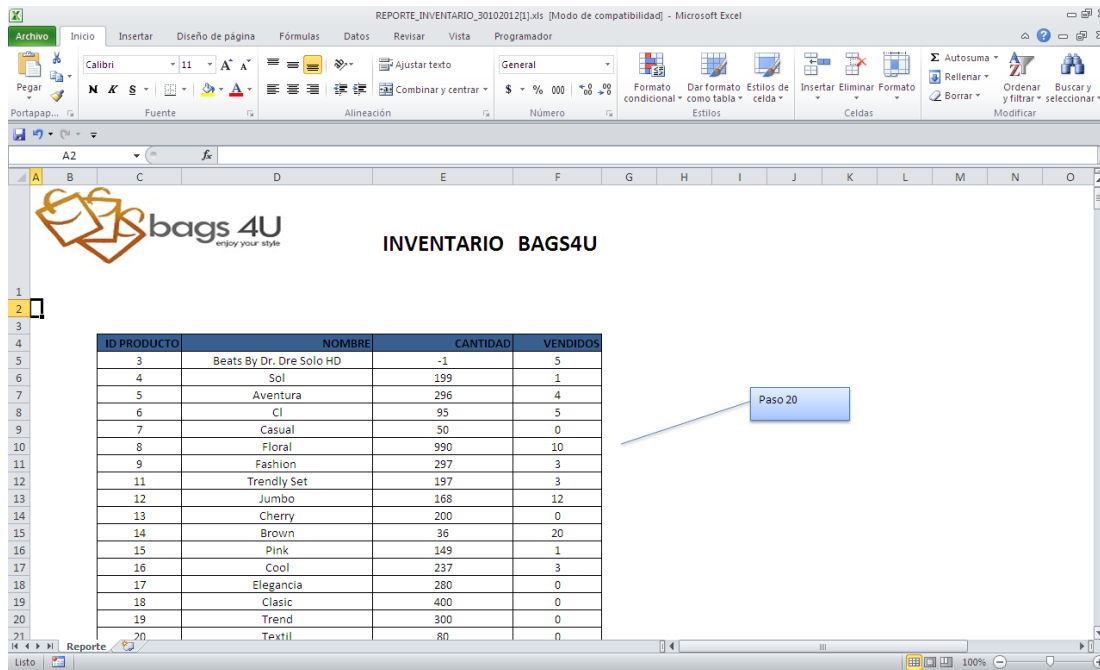 REPORTE_INVENTARIO_30102012[1].xls [Modo de compatibilidad] - Microsoft Excel
Archivo Inicio Insertar Diseño de página Fórmulas Datos Revisar Vista Programador
Calibri 11 Ajustar texto General Σ Autosuma
Pegar Formato condicional Dar formato como tabla Estilos de celda Insertar Eliminar Formato Rellenar Ordenar y filtrar Buscar y seleccionar
N K S A Combinar y centrar $ % 000 Borrar
Portapap... Fuente Alineación Número Estilos Celdas Modificar
A2 fx
A B C D E F G H I J K L M N O
bags 4U
enjoy your style
INVENTARIO BAGS4U
1
2
3
4 ID PRODUCTO NOMBRE CANTIDAD VENDIDOS
5 3 Beats By Dr. Dre Solo HD -1 5
6 4 Sol 199 1
7 5 Aventura 296 4
Paso 20
8 6 Cl 95 5
9 7 Casual 50 0
10 8 Floral 990 10
11 9 Fashion 297 3
12 11 Trendly Set 197 3
13 12 Jumbo 168 12
14 13 Cherry 200 0
15 14 Brown 36 20
16 15 Pink 149 1
17 16 Cool 237 3
18 17 Elegancia 280 0
19 18 Clasic 400 0
20 19 Trend 300 0
21 20 Textil 80 0
Reporte
Listo 100%